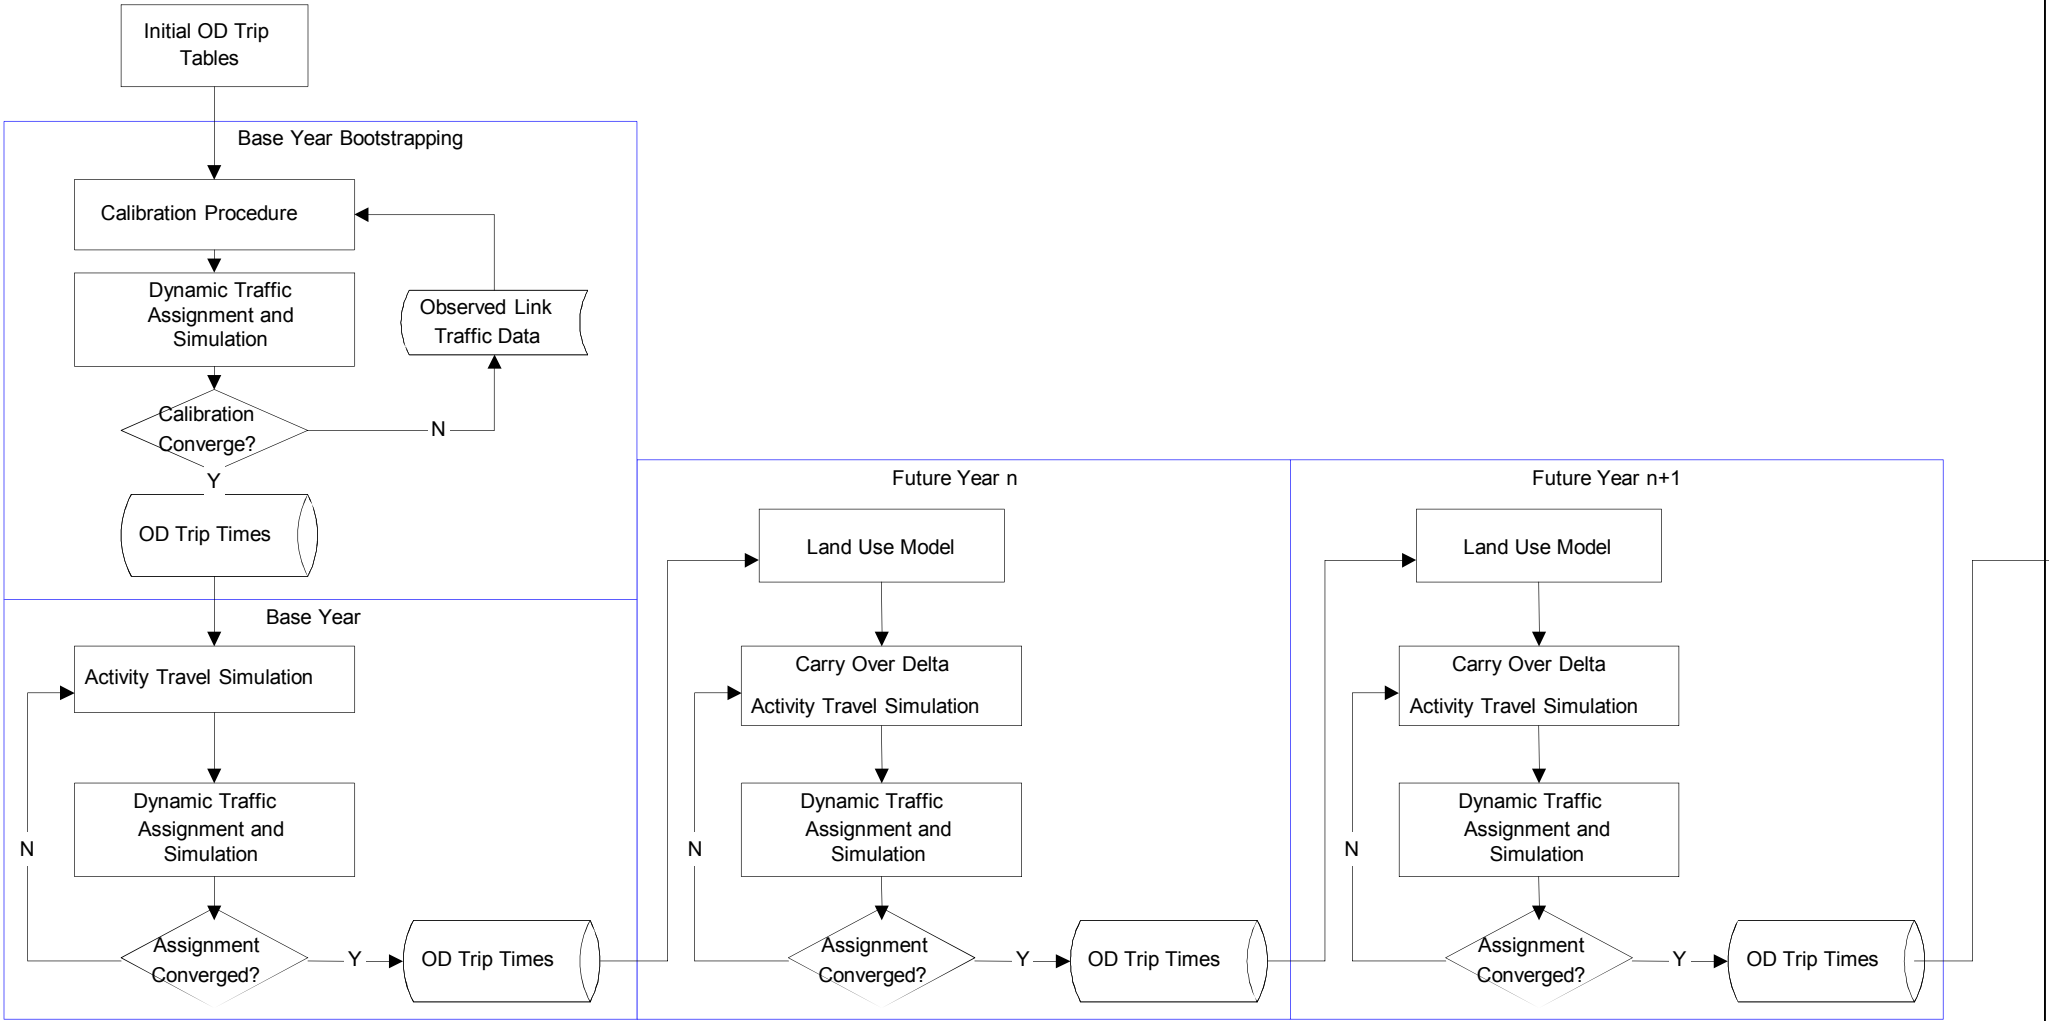 Initial OD Trip
Tables
Base Year Bootstrapping
Calibration Procedure
Dynamic Traffic
Assignment and
Simulation
Observed Link
Traffic Data
Calibration
Converge?
N
Y
OD Trip Times
Base Year
Activity Travel Simulation
Dynamic Traffic
Assignment and
Simulation
N
Assignment
Converged?
Y
OD Trip Times
Future Year n
Land Use Model
Carry Over Delta
Activity Travel Simulation
Dynamic Traffic
Assignment and
Simulation
N
Assignment
Converged?
Y
OD Trip Times
Future Year n+1
Land Use Model
Carry Over Delta
Activity Travel Simulation
Dynamic Traffic
Assignment and
Simulation
N
Assignment
Converged?
Y
OD Trip Times